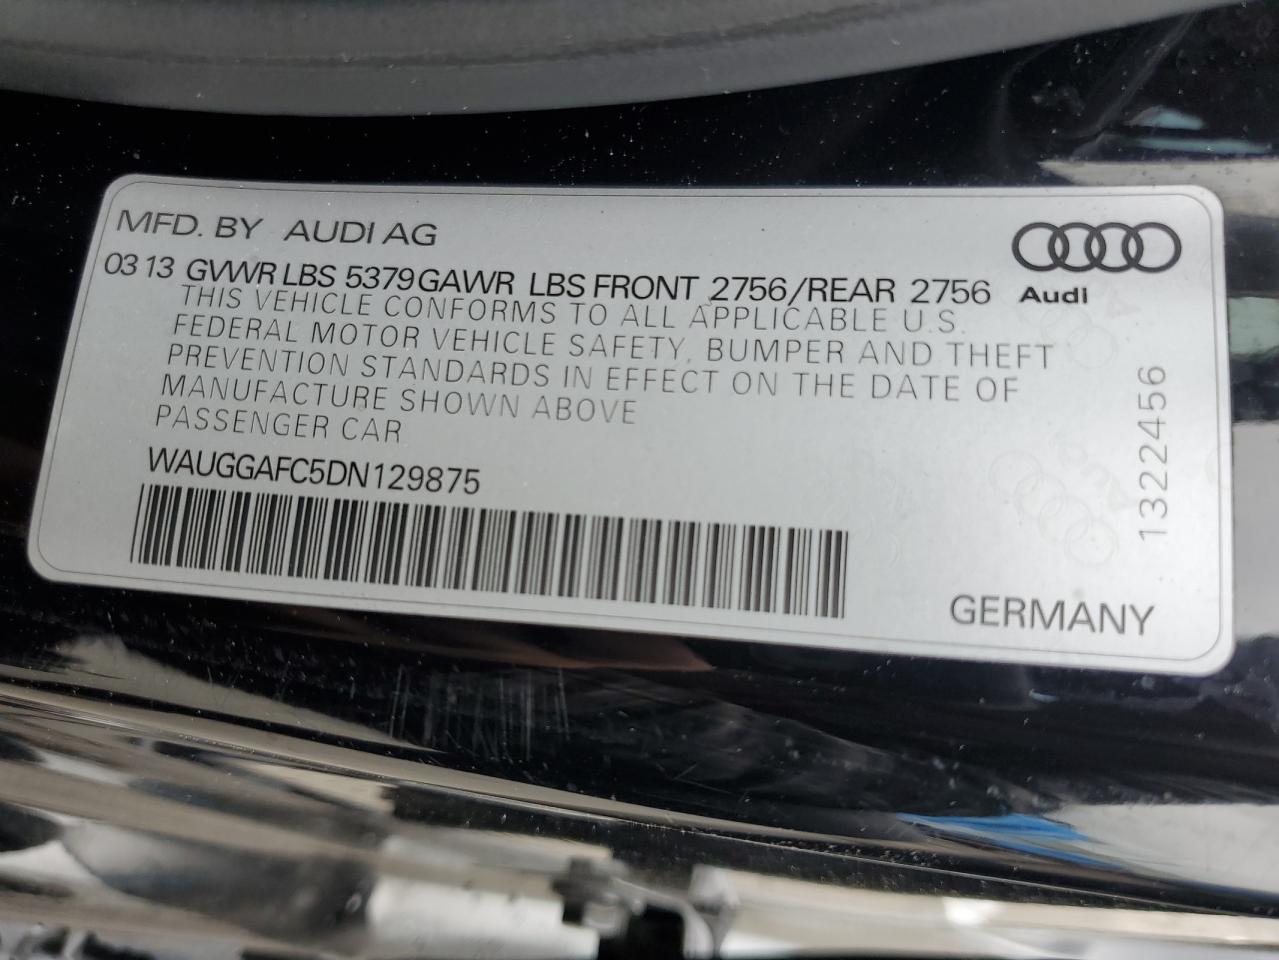 MFD. BY AUDI AG
03 13 GVWR LBS 5379 GAWR LBS FRONT 2756/REAR 2756
THIS VEHICLE CONFORMS TO ALL APPLICABLE U.S.
FEDERAL MOTOR VEHICLE SAFETY, BUMPER AND THEFT
PREVENTION STANDARDS IN EFFECT ON THE DATE OF
MANUFACTURE SHOWN ABOVE
PASSENGER CAR
WAUGGAFC5DN129875
Audi
1322456
GERMANY